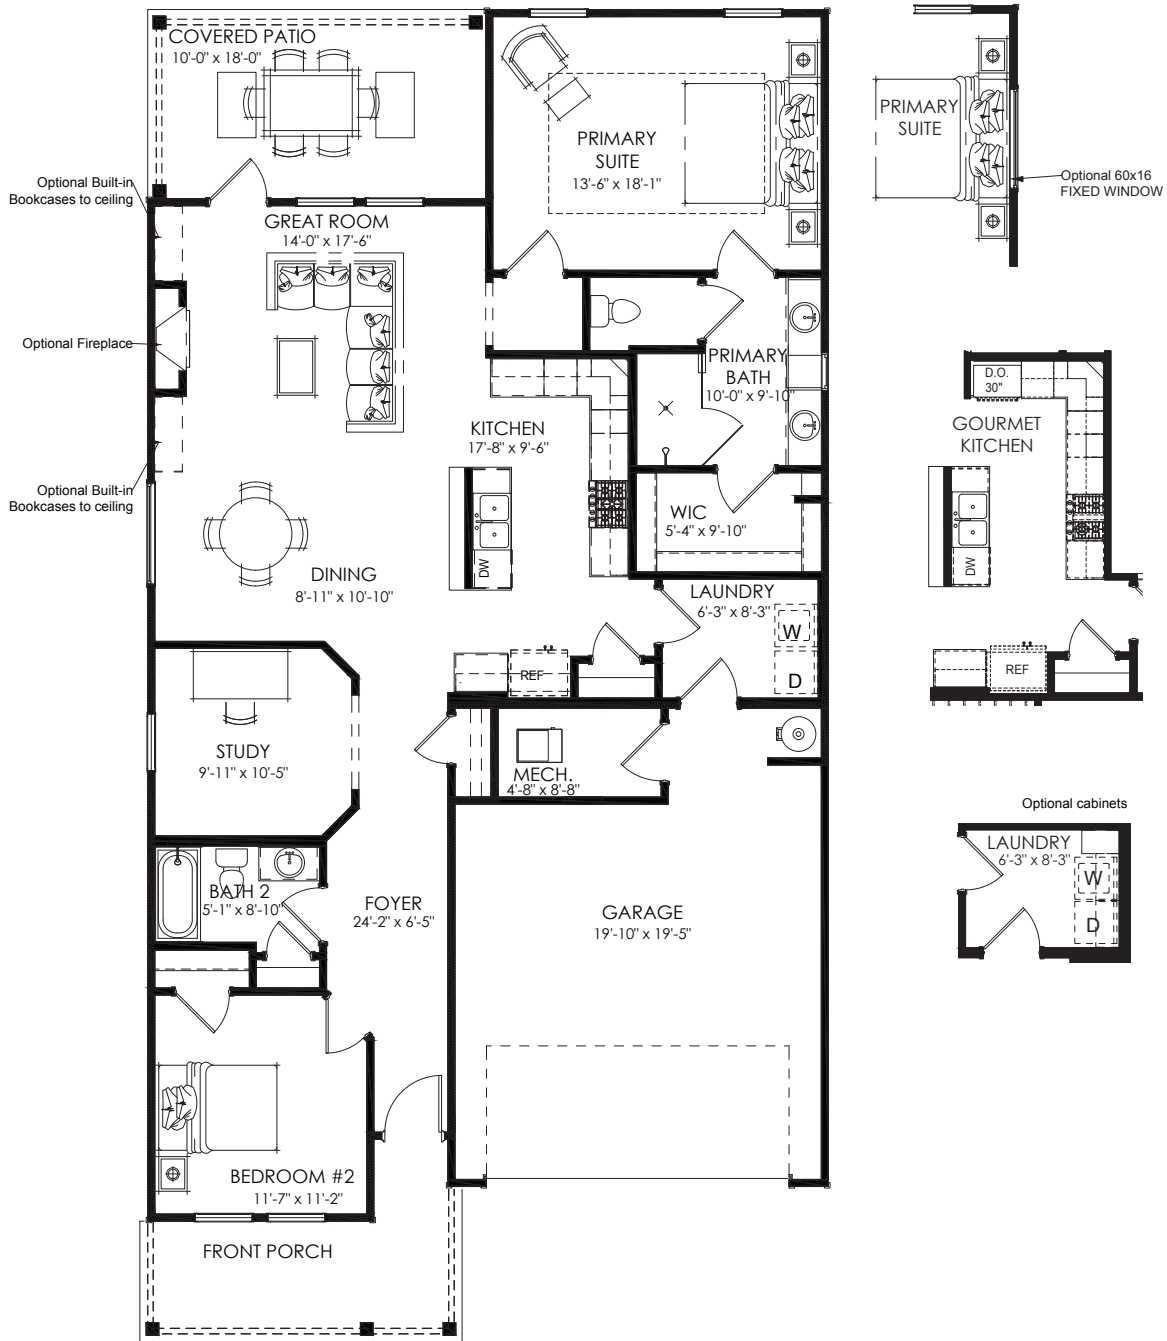 COVERED PATIO
10'-0" x 18'-0"
PRIMARY
SUITE
13'-6" x 18'-1"
PRIMARY
SUITE
Optional 60x16
FIXED WINDOW
Optional Built-in
Bookcases to ceiling
GREAT ROOM
14'-0" x 17'-6"
Optional Fireplace
PRIMARY
BATH
10'-0" x 9'-10"
D.O.
30"
GOURMET
KITCHEN
KITCHEN
17'-8" x 9'-6"
Optional Built-in
Bookcases to ceiling
WIC
5'-4" x 9'-10"
DW
DW
DINING
8'-11" x 10'-10"
LAUNDRY
6'-3" x 8'-3"
W
D
REF
REF
STUDY
9'-11" x 10'-5"
MECH.
4'-8" x 8'-8"
Optional cabinets
LAUNDRY
6'-3" x 8'-3"
W
D
BATH 2
5'-1" x 8'-10"
FOYER
24'-2" x 6'-5"
GARAGE
19'-10" x 19'-5"
BEDROOM #2
11'-7" x 11'-2"
FRONT PORCH